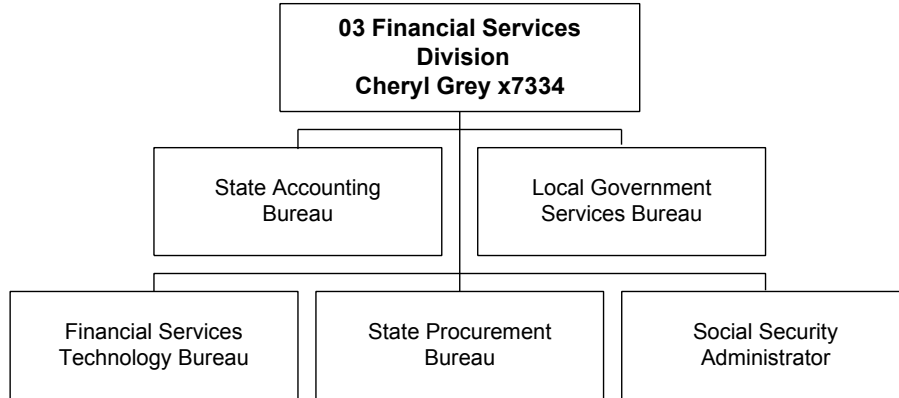 03 Financial Services
Division
Cheryl Grey x7334
State Accounting
Bureau
Local Government
Services Bureau
Financial Services
Technology Bureau
State Procurement
Bureau
Social Security
Administrator